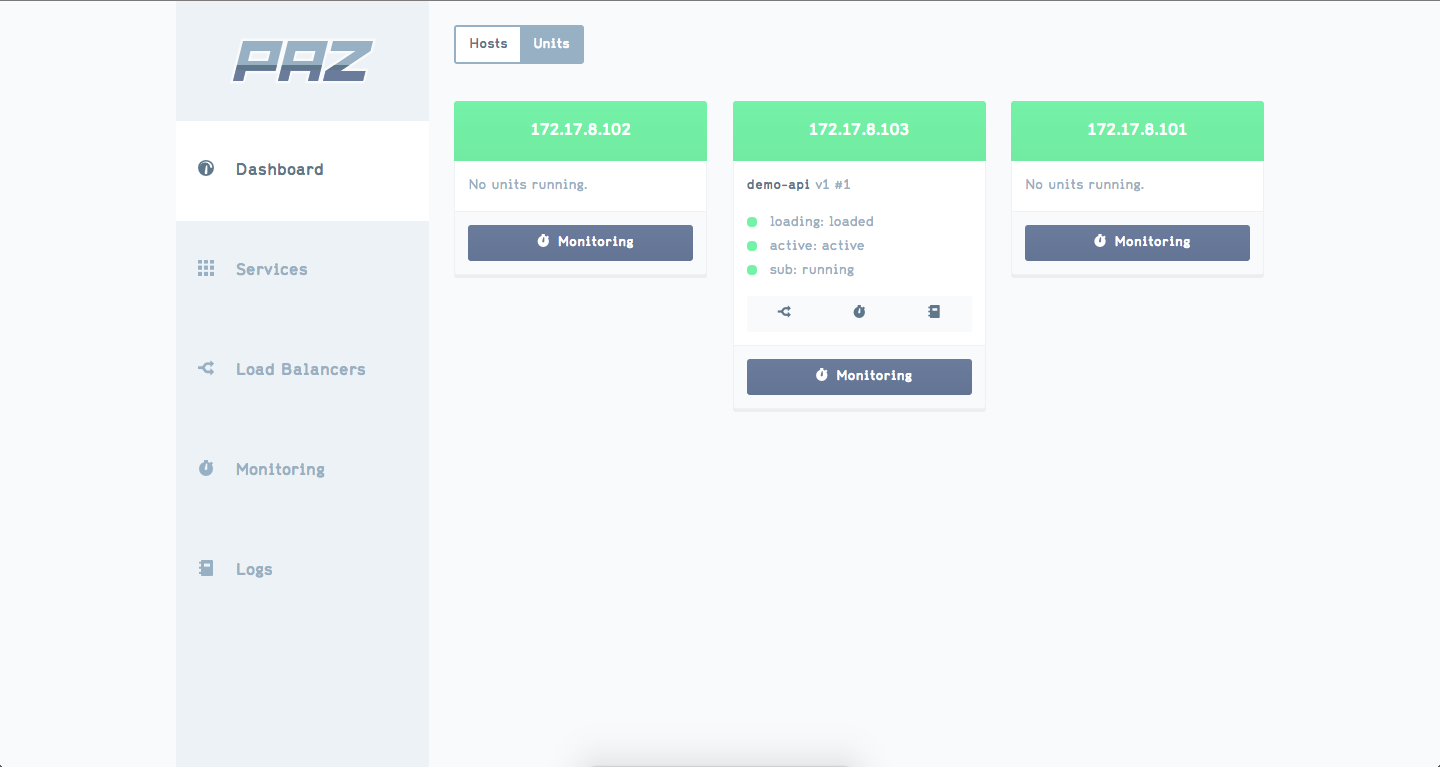 PAZ
Dashboard
Services
Load Balancers
Monitoring
Logs
Hosts Units
172.17.8.102
No units running.
Monitoring
172.17.8.103
demo-api v1 #1
loading: loaded
active: active
sub: running
Monitoring
172.17.8.101
No units running.
Monitoring